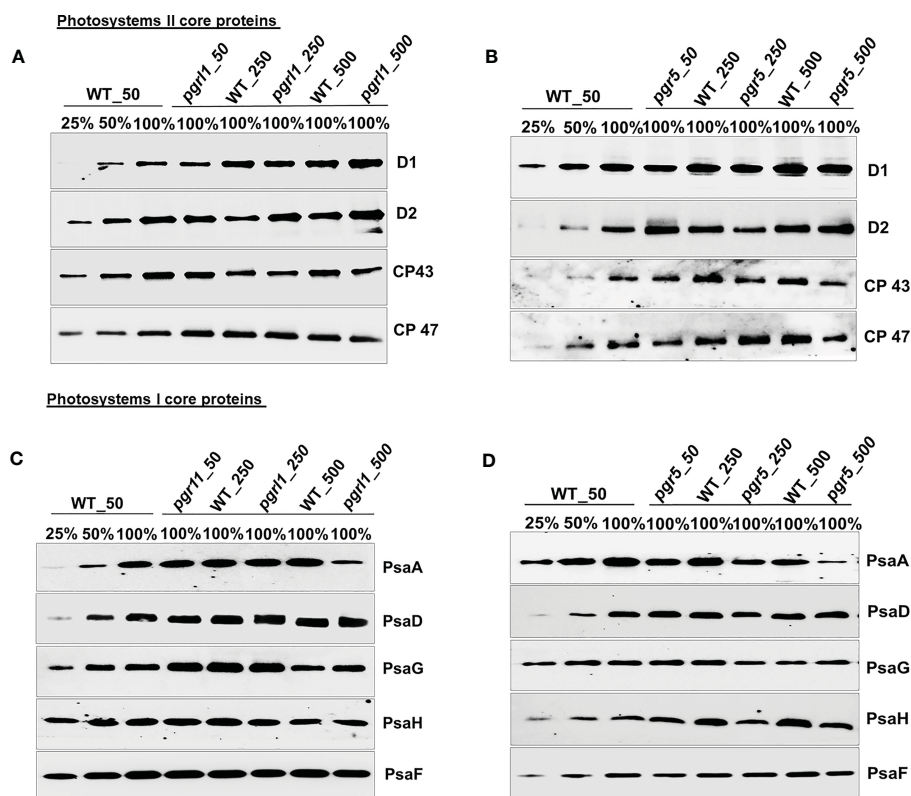 Photosystems II core proteins
A
WT_50 pgrl1_50 WT_250 pgrl1_250 WT_500 pgrl1_500
25% 50% 100% 100% 100% 100% 100% 100%
D1
D2
CP43
CP 47
B
WT_50 pgr5_50 WT_250 pgr5_250 WT_500 pgr5_500
25% 50% 100% 100% 100% 100% 100% 100%
D1
D2
CP 43
CP 47
Photosystems I core proteins
C
WT_50 pgr11_50 WT_250 pgrl1_250 WT_500 pgrl1_500
25% 50% 100% 100% 100% 100% 100% 100%
PsaA
PsaD
PsaG
PsaH
PsaF
D
WT_50 pgr5_50 WT_250 pgr5_250 WT_500 pgr5_500
25% 50% 100% 100% 100% 100% 100% 100%
PsaA
PsaD
PsaG
PsaH
PsaF